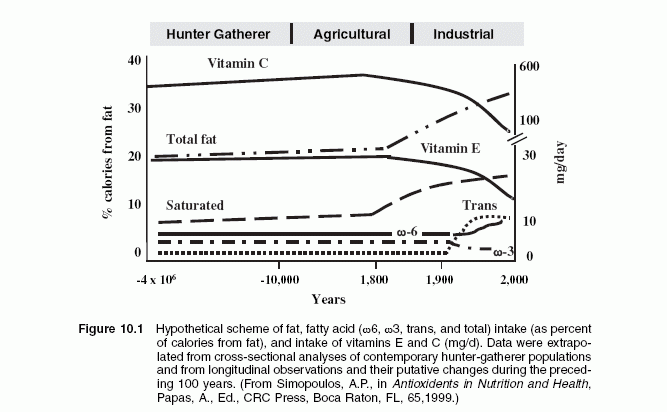 Hunter Gatherer Agricultural Industrial
40
30
20
10
0
% calories from fat
600
100
30
10
0
mg/day
Vitamin C
Total fat
Vitamin E
Saturated
Trans
ω-6
ω-3
-4 x 10⁶ -10,000 1,800 1,900 2,000
Years
Figure 10.1 Hypothetical scheme of fat, fatty acid (ω6, ω3, trans, and total) intake (as percent
of calories from fat), and intake of vitamins E and C (mg/d). Data were extrapo-
lated from cross-sectional analyses of contemporary hunter-gatherer populations
and from longitudinal observations and their putative changes during the preced-
ing 100 years. (From Simopoulos, A.P., in Antioxidents in Nutrition and Health,
Papas, A., Ed., CRC Press, Boca Raton, FL, 65,1999.)